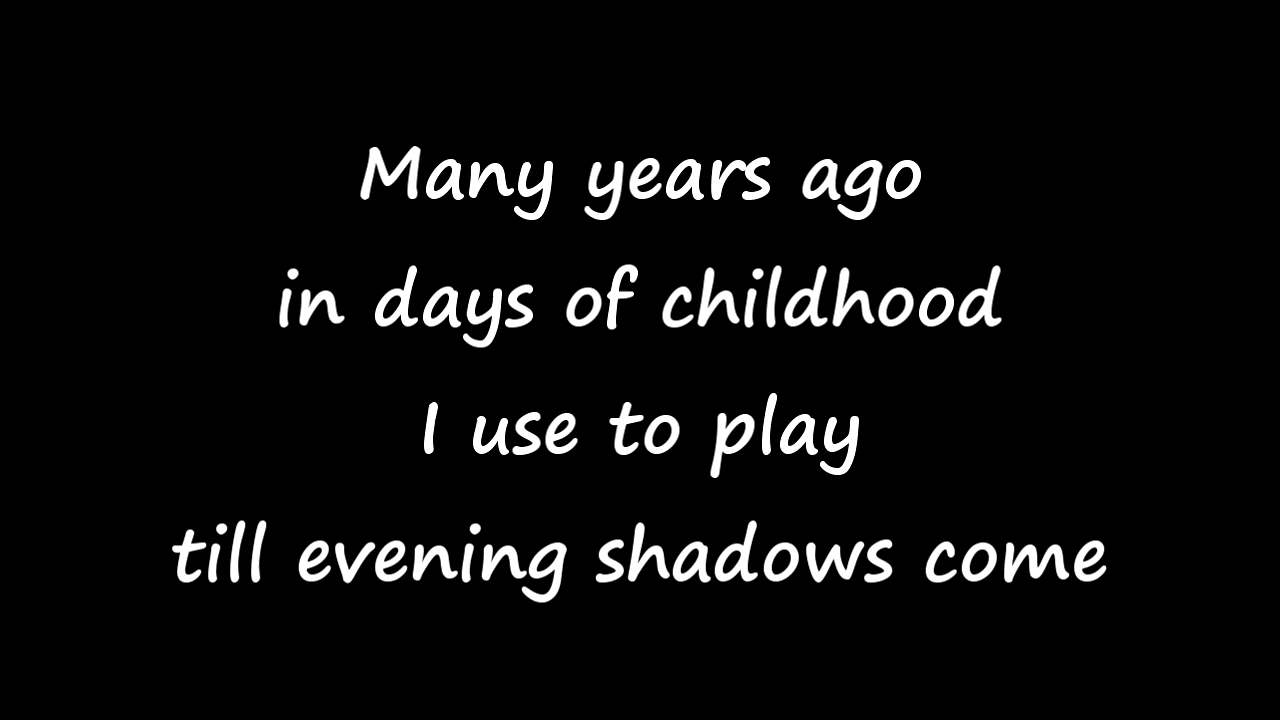 Many years ago
in days of childhood
I use to play
till evening shadows come